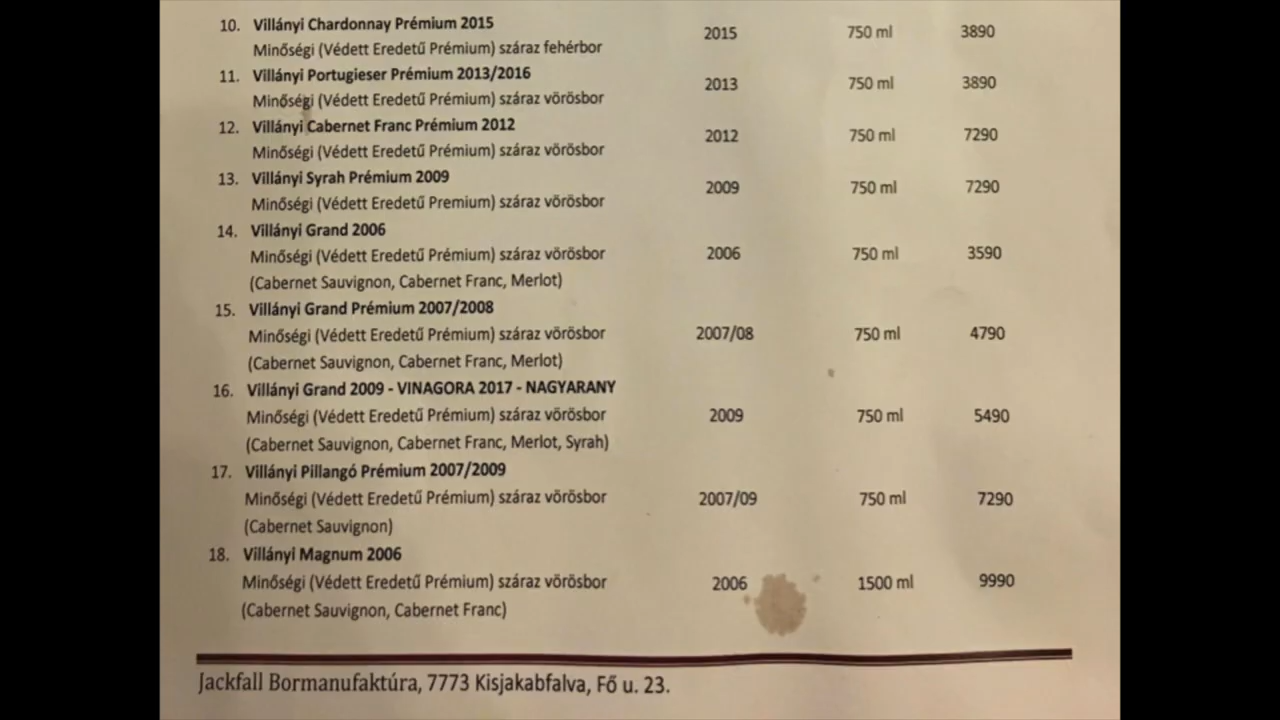 10. Villányi Chardonnay Prémium 2015
Minőségi (Védett Eredetű Prémium) száraz fehérbor 2015 750 ml 3890
11. Villányi Portugieser Prémium 2013/2016
Minőségi (Védett Eredetű Prémium) száraz vörösbor 2013 750 ml 3890
12. Villányi Cabernet Franc Prémium 2012
Minőségi (Védett Eredetű Prémium) száraz vörösbor 2012 750 ml 7290
13. Villányi Syrah Prémium 2009
Minőségi (Védett Eredetű Premium) száraz vörösbor 2009 750 ml 7290
14. Villányi Grand 2006
Minőségi (Védett Eredetű Prémium) száraz vörösbor 2006 750 ml 3590
(Cabernet Sauvignon, Cabernet Franc, Merlot)
15. Villányi Grand Prémium 2007/2008
Minőségi (Védett Eredetű Prémium) száraz vörösbor 2007/08 750 ml 4790
(Cabernet Sauvignon, Cabernet Franc, Merlot)
16. Villányi Grand 2009 - VINAGORA 2017 - NAGYARANY
Minőségi (Védett Eredetű Prémium) száraz vörösbor 2009 750 ml 5490
(Cabernet Sauvignon, Cabernet Franc, Merlot, Syrah)
17. Villányi Pillangó Prémium 2007/2009
Minőségi (Védett Eredetű Prémium) száraz vörösbor 2007/09 750 ml 7290
(Cabernet Sauvignon)
18. Villányi Magnum 2006
Minőségi (Védett Eredetű Prémium) száraz vörösbor 2006 1500 ml 9990
(Cabernet Sauvignon, Cabernet Franc)
Jackfall Bormanufaktúra, 7773 Kisjakabfalva, Fő u. 23.